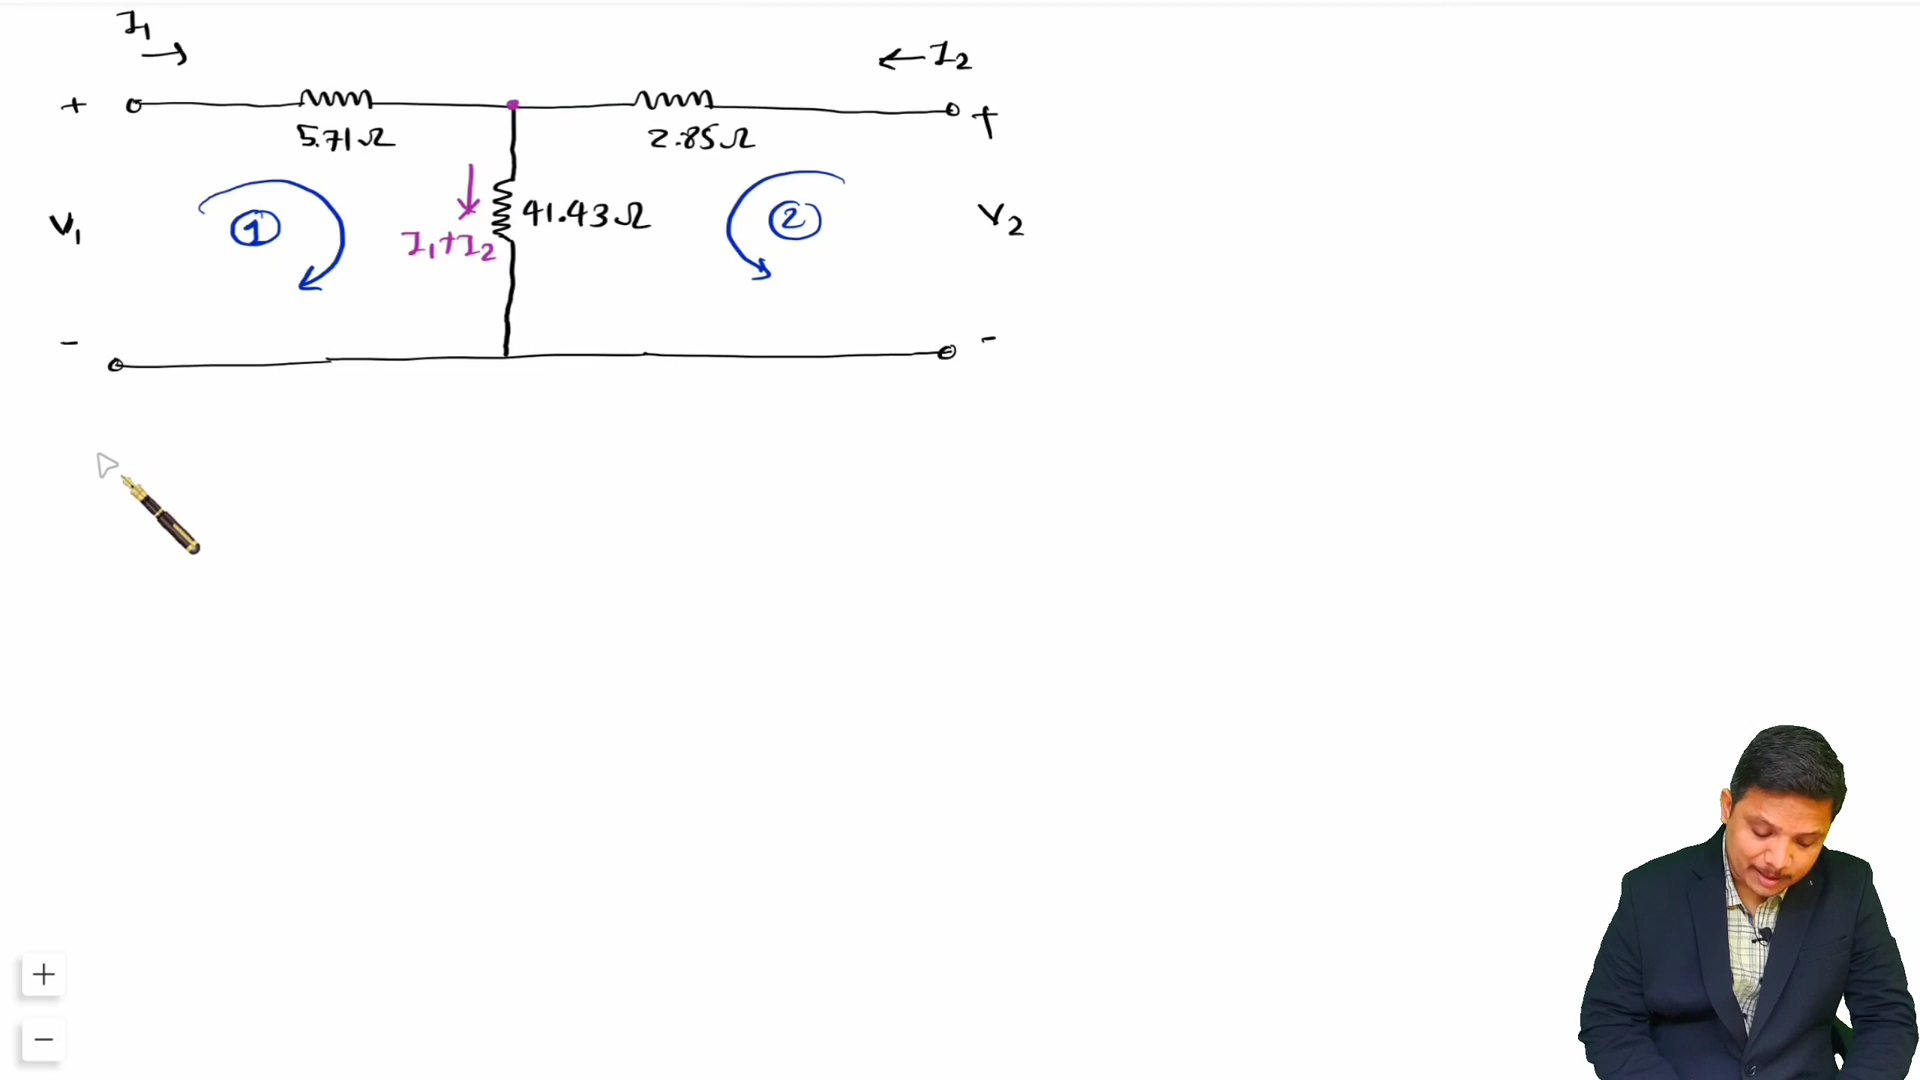 I₁
→ ← I₂
+ +
5.71Ω 2.85Ω
V₁ ① 41.43Ω ② V₂
I₁+I₂
- -
+
−